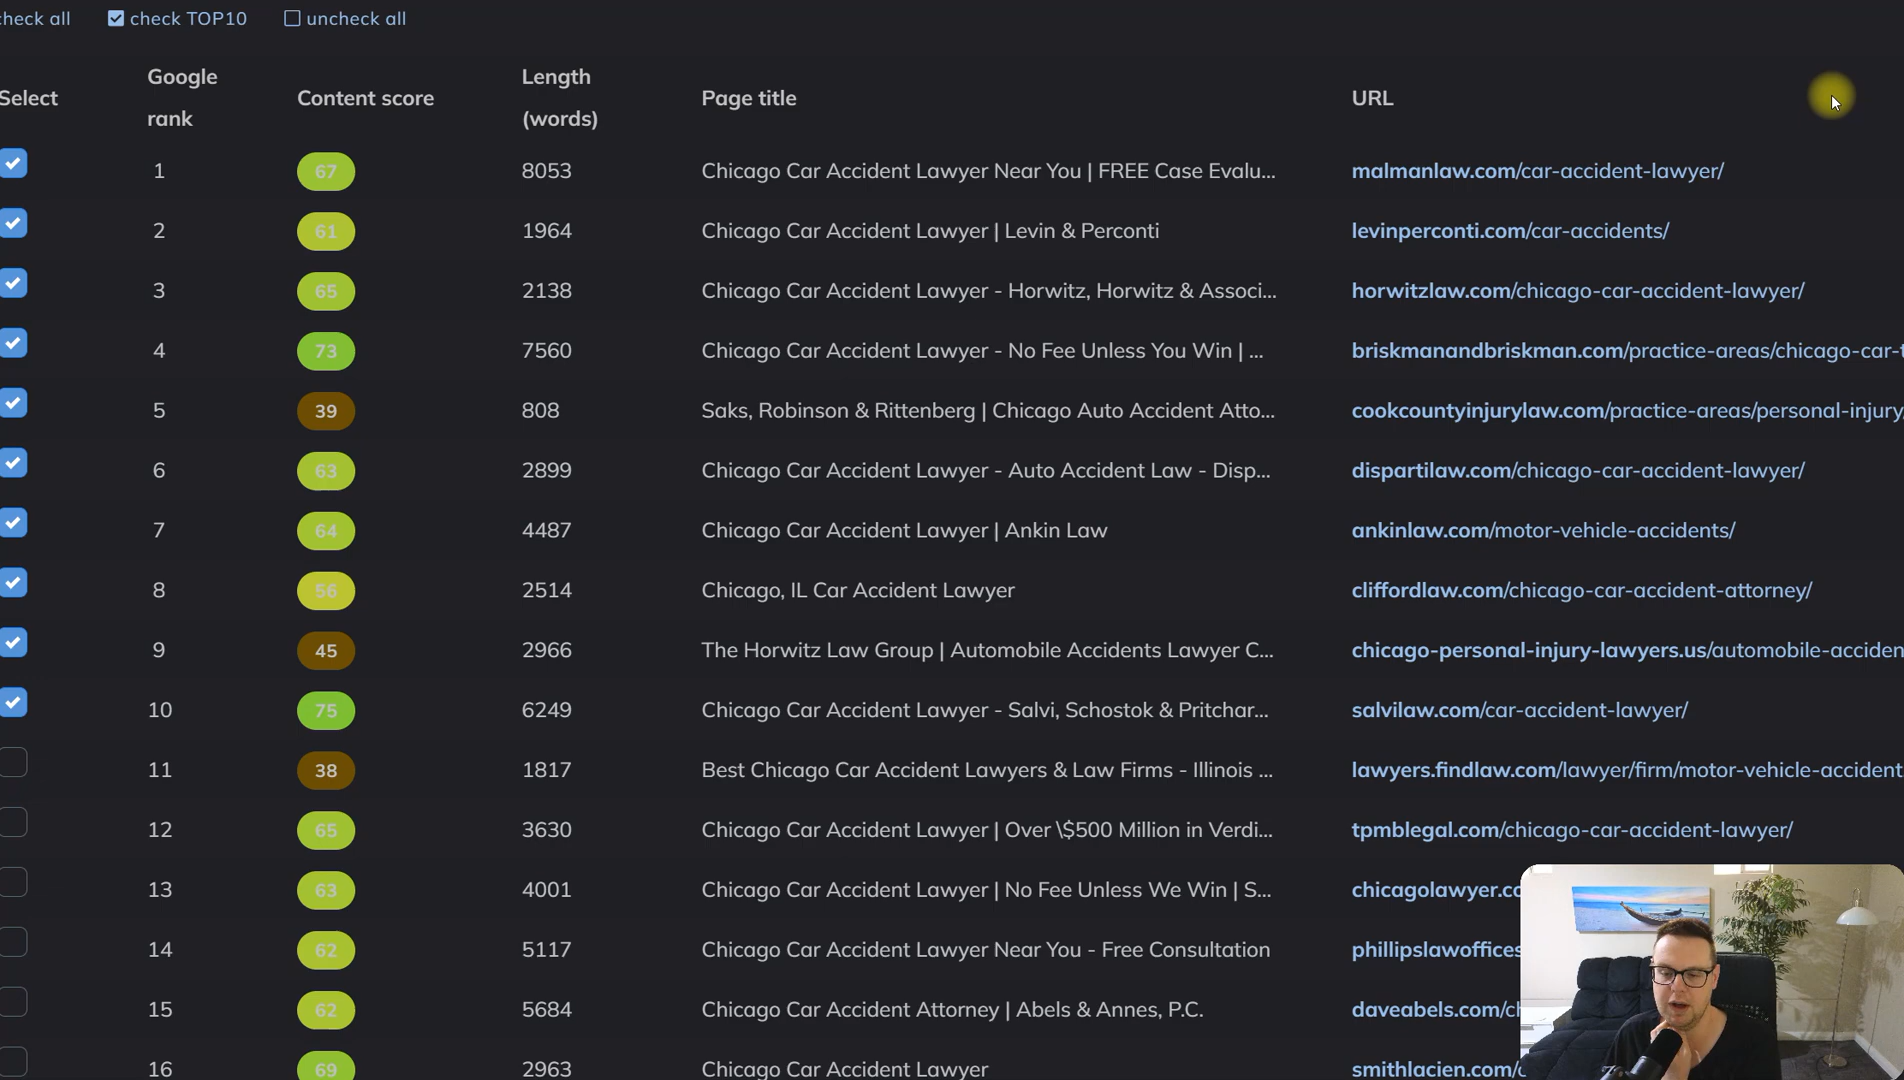 check all check TOP10 uncheck all
Select Google rank Content score Length (words) Page title URL
1 67 8053 Chicago Car Accident Lawyer Near You | FREE Case Evalu... malmanlaw.com/car-accident-lawyer/
2 61 1964 Chicago Car Accident Lawyer | Levin & Perconti levinperconti.com/car-accidents/
3 65 2138 Chicago Car Accident Lawyer - Horwitz, Horwitz & Associ... horwitzlaw.com/chicago-car-accident-lawyer/
4 73 7560 Chicago Car Accident Lawyer - No Fee Unless You Win | ... briskmanandbriskman.com/practice-areas/chicago-car-
5 39 808 Saks, Robinson & Rittenberg | Chicago Auto Accident Atto... cookcountyinjurylaw.com/practice-areas/personal-injury/
6 63 2899 Chicago Car Accident Lawyer - Auto Accident Law - Disp... dispartilaw.com/chicago-car-accident-lawyer/
7 64 4487 Chicago Car Accident Lawyer | Ankin Law ankinlaw.com/motor-vehicle-accidents/
8 56 2514 Chicago, IL Car Accident Lawyer cliffordlaw.com/chicago-car-accident-attorney/
9 45 2966 The Horwitz Law Group | Automobile Accidents Lawyer C... chicago-personal-injury-lawyers.us/automobile-acciden
10 75 6249 Chicago Car Accident Lawyer - Salvi, Schostok & Pritchar... salvilaw.com/car-accident-lawyer/
11 38 1817 Best Chicago Car Accident Lawyers & Law Firms - Illinois ... lawyers.findlaw.com/lawyer/firm/motor-vehicle-accident
12 65 3630 Chicago Car Accident Lawyer | Over \$500 Million in Verdi... tpmblegal.com/chicago-car-accident-lawyer/
13 63 4001 Chicago Car Accident Lawyer | No Fee Unless We Win | S... chicagolawyer.co
14 62 5117 Chicago Car Accident Lawyer Near You - Free Consultation phillipslawoffices
15 62 5684 Chicago Car Accident Attorney | Abels & Annes, P.C. daveabels.com/ch
16 69 2963 Chicago Car Accident Lawyer smithlacien.com/